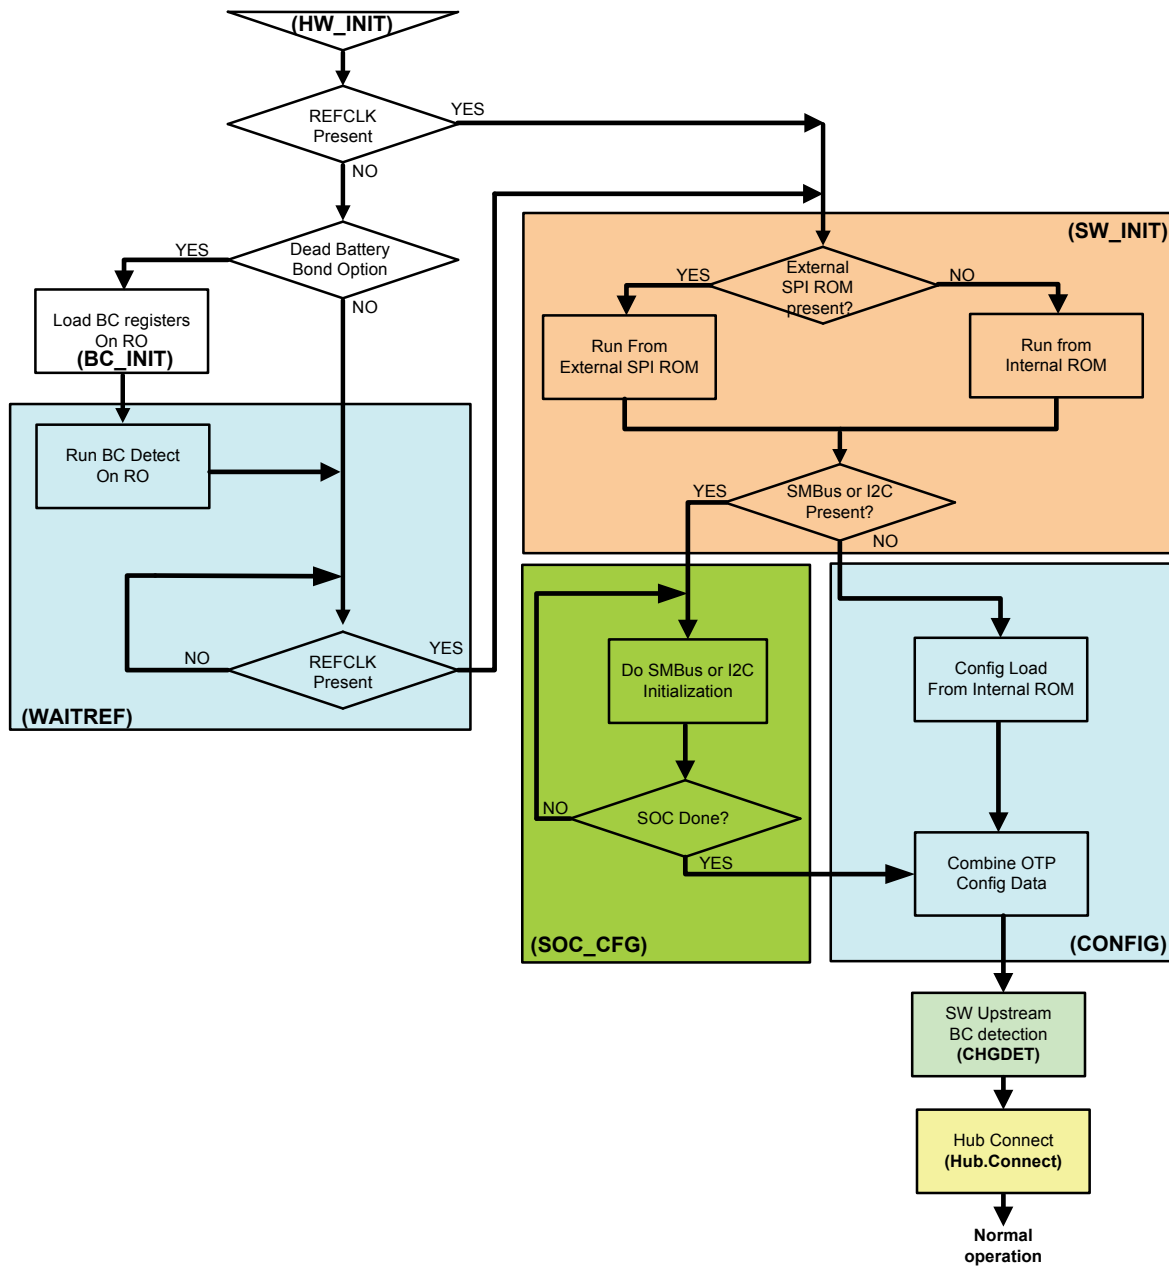 (HW_INIT)
REFCLK
Present
YES
NO
Dead Battery
Bond Option
YES
NO
Load BC registers
On RO
(BC_INIT)
Run BC Detect
On RO
REFCLK
Present
NO
YES
(WAITREF)
(SW_INIT)
External
SPI ROM
present?
YES
NO
Run From
External SPI ROM
Run from
Internal ROM
SMBus or I2C
Present?
YES
NO
Do SMBus or I2C
Initialization
SOC Done?
NO
YES
(SOC_CFG)
Config Load
From Internal ROM
Combine OTP
Config Data
(CONFIG)
SW Upstream
BC detection
(CHGDET)
Hub Connect
(Hub.Connect)
Normal
operation